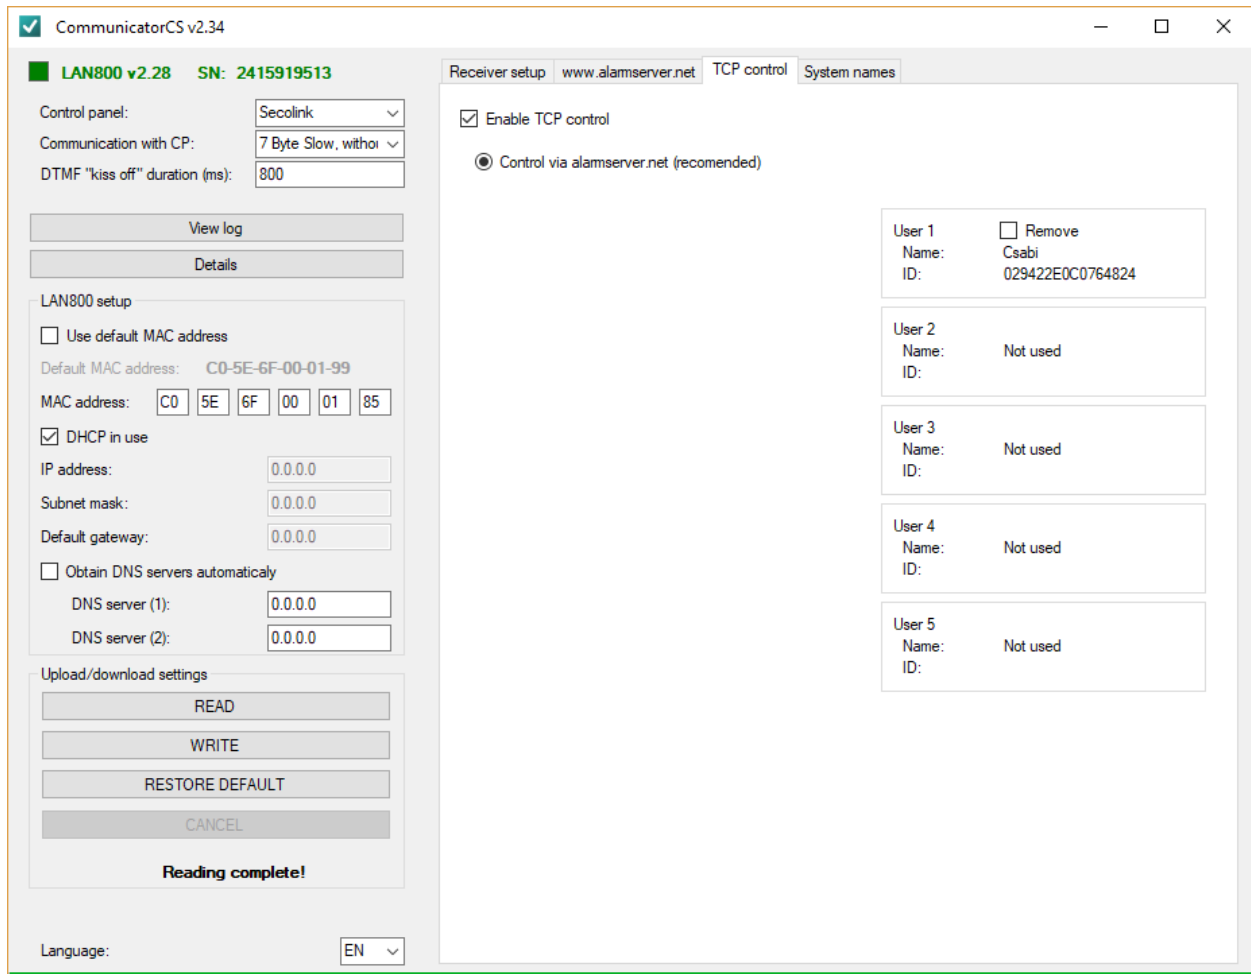 CommunicatorCS v2.34
LAN800 v2.28 SN: 2415919513
Control panel: Secolink
Communication with CP: 7 Byte Slow, withou
DTMF "kiss off" duration (ms): 800
View log
Details
LAN800 setup
Use default MAC address
Default MAC address: C0-5E-6F-00-01-99
MAC address: C0 5E 6F 00 01 85
DHCP in use
IP address: 0.0.0.0
Subnet mask: 0.0.0.0
Default gateway: 0.0.0.0
Obtain DNS servers automaticaly
DNS server (1): 0.0.0.0
DNS server (2): 0.0.0.0
Upload/download settings
READ
WRITE
RESTORE DEFAULT
CANCEL
Reading complete!
Language: EN
Receiver setup www.alarmserver.net TCP control System names
Enable TCP control
Control via alarmserver.net (recomended)
User 1 Remove
Name: Csabi
ID: 029422E0C0764824
User 2
Name: Not used
ID:
User 3
Name: Not used
ID:
User 4
Name: Not used
ID:
User 5
Name: Not used
ID: